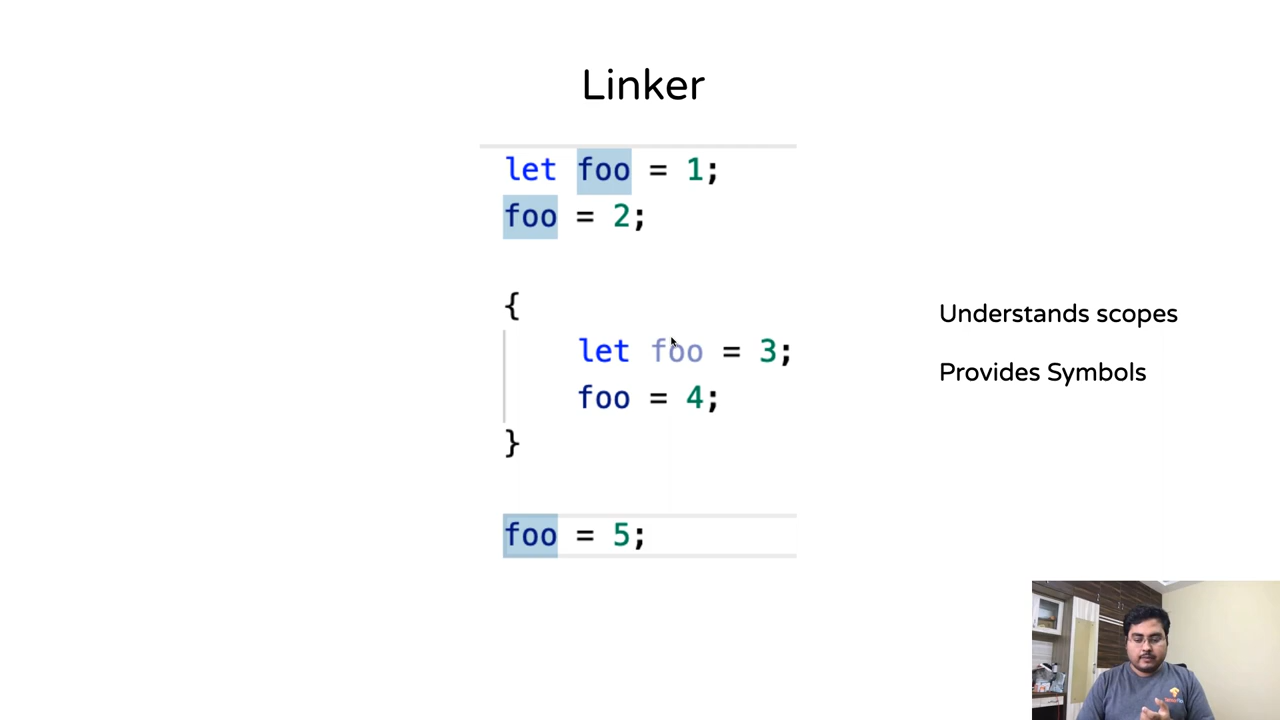 Linker
let foo = 1;
foo = 2;
{
let foo = 3;
foo = 4;
}
foo = 5;
Understands scopes
Provides Symbols